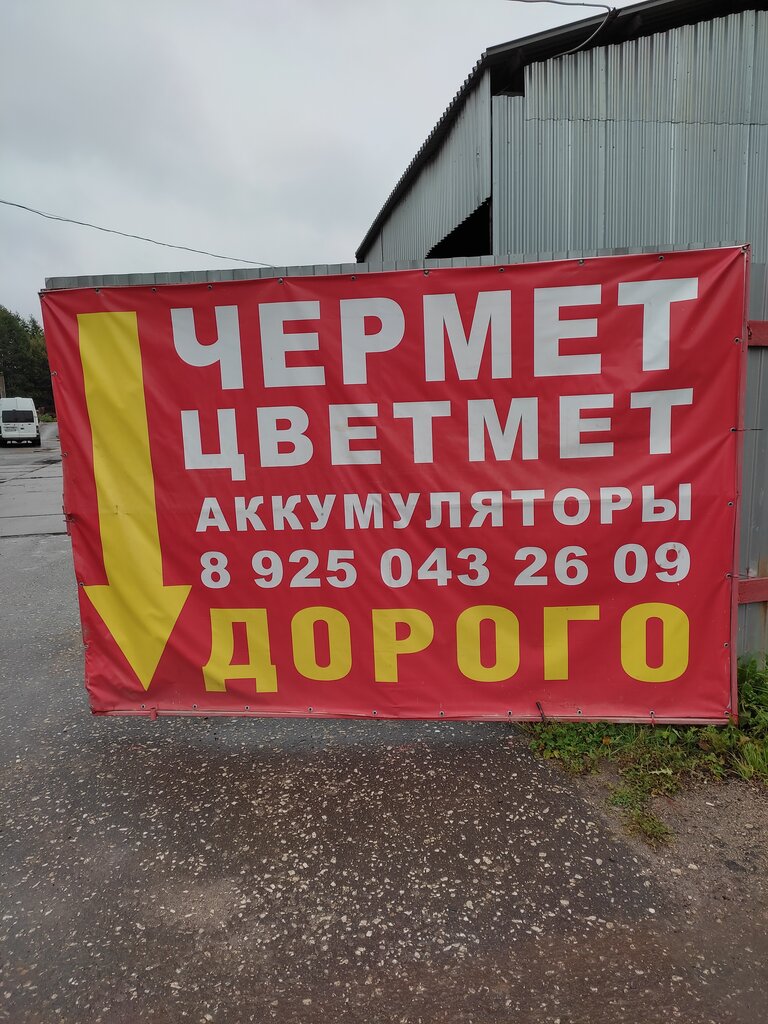 ЧЕРМЕТ
ЦВЕТМЕТ
АККУМУЛЯТОРЫ
8 925 043 26 09
ДОРОГО